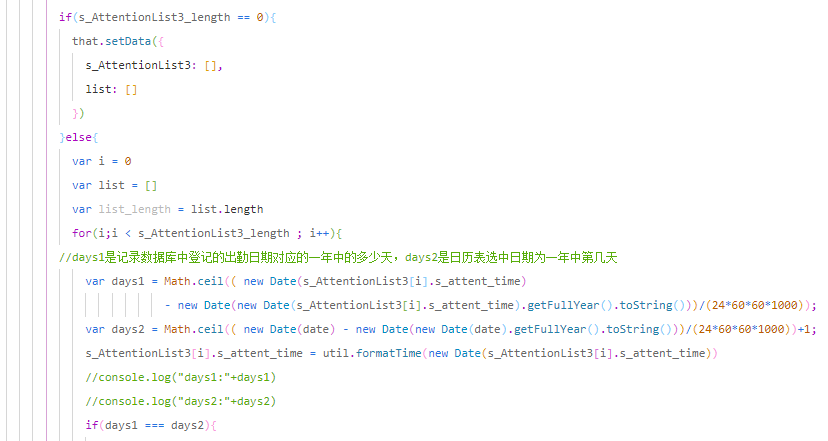 if(s_AttentionList3_length == 0){
that.setData({
s_AttentionList3: [],
list: []
})
}else{
var i = 0
var list = []
var list_length = list.length
for(i;i < s_AttentionList3_length ; i++){
//days1是记录数据库中登记的出勤日期对应的一年中的多少天，days2是日历表选中日期为一年中第几天
var days1 = Math.ceil(( new Date(s_AttentionList3[i].s_attent_time)
- new Date(new Date(s_AttentionList3[i].s_attent_time).getFullYear().toString()))/(24*60*60*1000));
var days2 = Math.ceil(( new Date(date) - new Date(new Date(date).getFullYear().toString()))/(24*60*60*1000))+1;
s_AttentionList3[i].s_attent_time = util.formatTime(new Date(s_AttentionList3[i].s_attent_time))
//console.log("days1:"+days1)
//console.log("days2:"+days2)
if(days1 === days2){